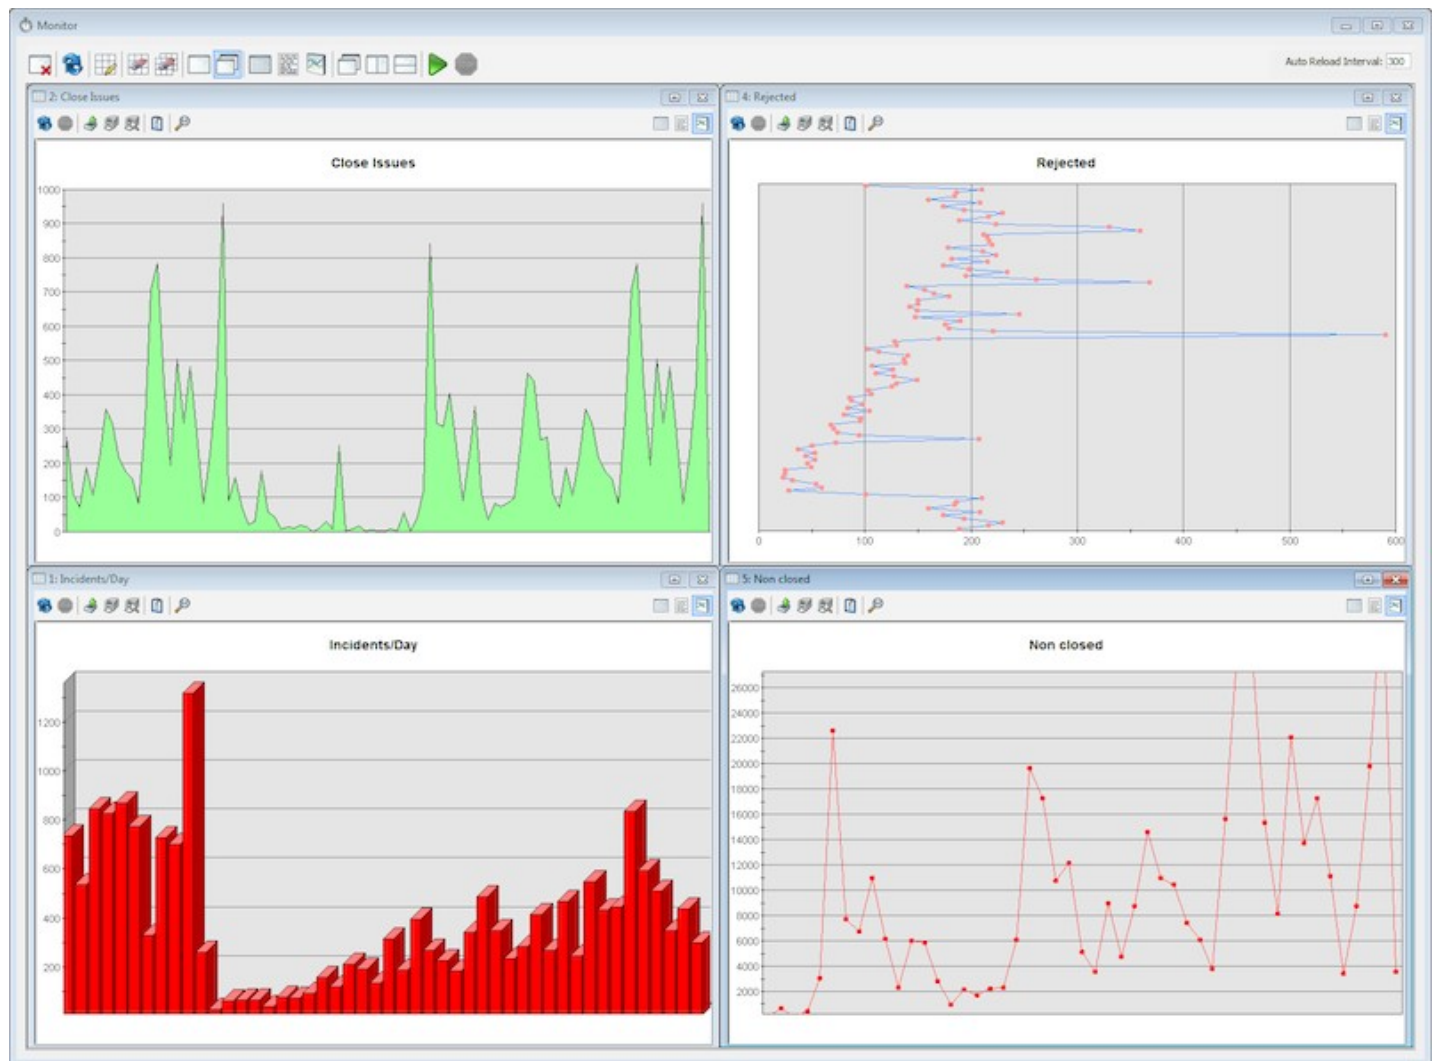 Monitor
Auto Reload Interval: 300
2: Close Issues
Close Issues
1000
900
800
700
600
500
400
300
200
100
0
4: Rejected
Rejected
0 100 200 300 400 500 600
1: Incidents/Day
Incidents/Day
1200
1000
800
600
400
200
5: Non closed
Non closed
26000
24000
22000
20000
18000
16000
14000
12000
10000
8000
6000
4000
2000